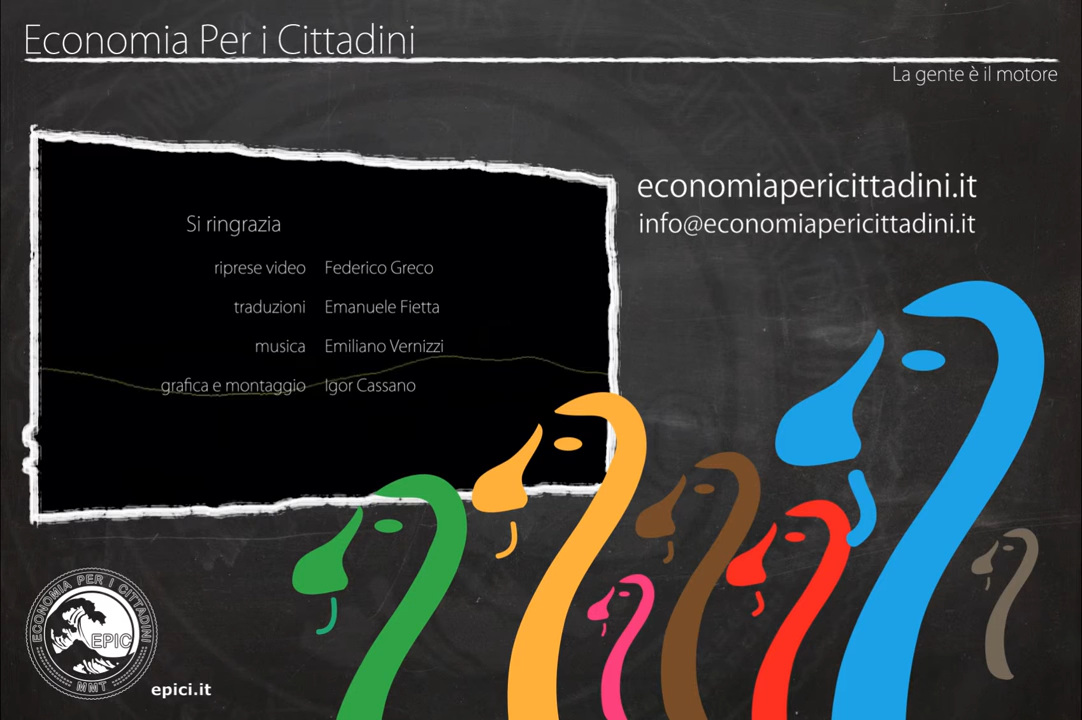 Economia Per i Cittadini
La gente è il motore
economiapericittadini.it
info@economiapericittadini.it
Si ringrazia
riprese video Federico Greco
traduzioni Emanuele Fietta
musica Emiliano Vernizzi
grafica e montaggio Igor Cassano
ECONOMIA PER I CITTADINI
EPIC
MMT
epici.it